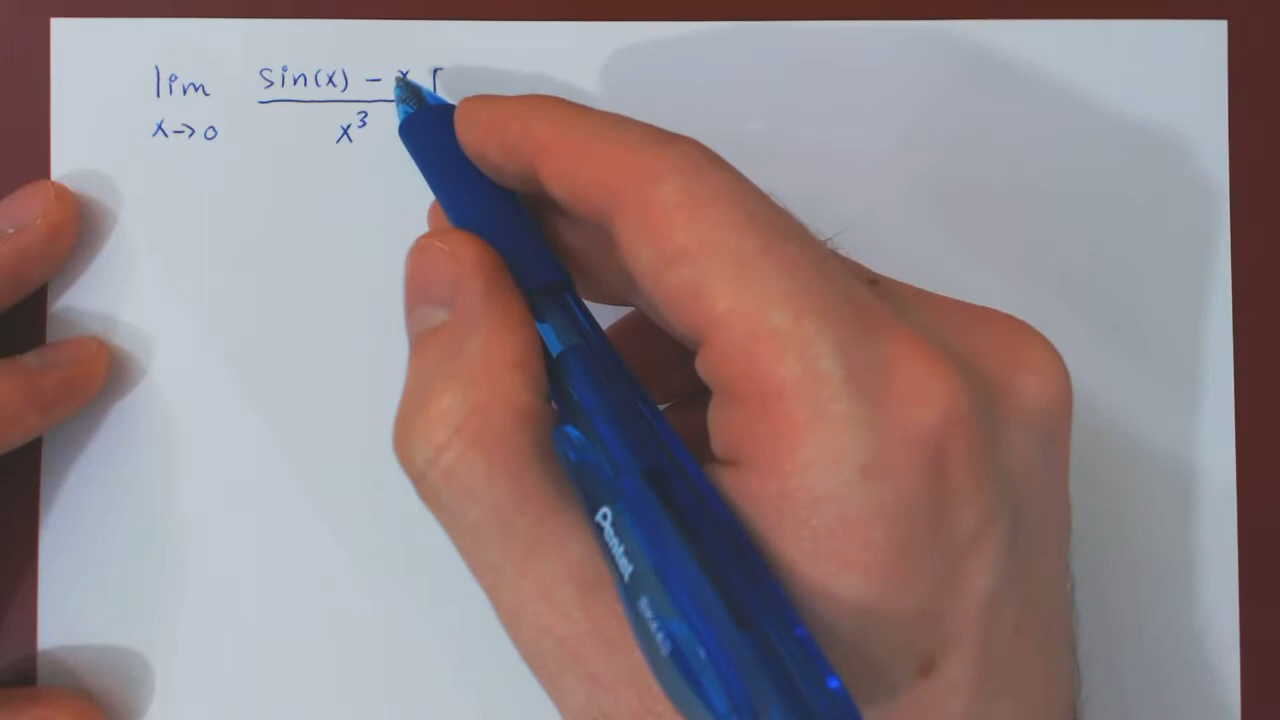 lim sin(x) - x [
x→0 x³
Pentel